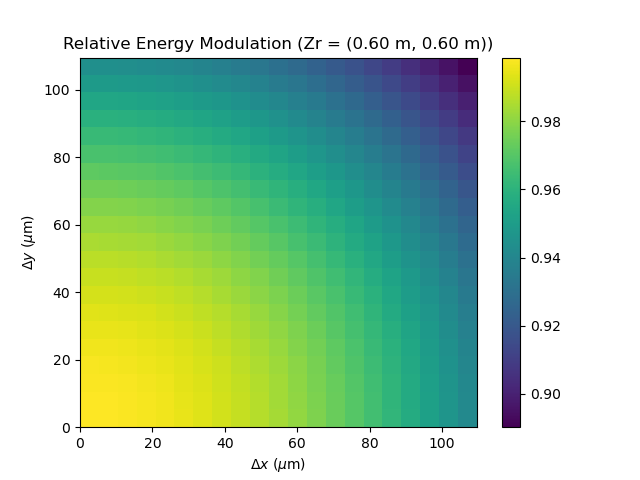 Relative Energy Modulation (Zr = (0.60 m, 0.60 m))
100
80
60
40
20
0
Δy (μm)
0 20 40 60 80 100
Δx (μm)
0.98
0.96
0.94
0.92
0.90